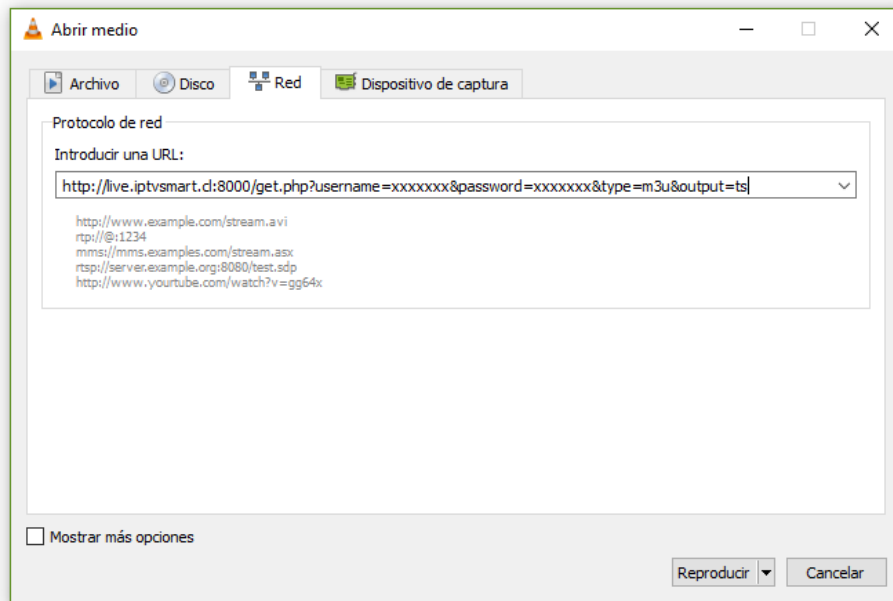 Abrir medio
Archivo Disco Red Dispositivo de captura
Protocolo de red
Introducir una URL:
http://live.iptvsmart.cl:8000/get.php?username=xxxxxxx&password=xxxxxxx&type=m3u&output=ts
http://www.example.com/stream.avi
rtp://@:1234
mms://mms.examples.com/stream.asx
rtsp://server.example.org:8080/test.sdp
http://www.yourtube.com/watch?v=gg64x
Mostrar más opciones
Reproducir Cancelar